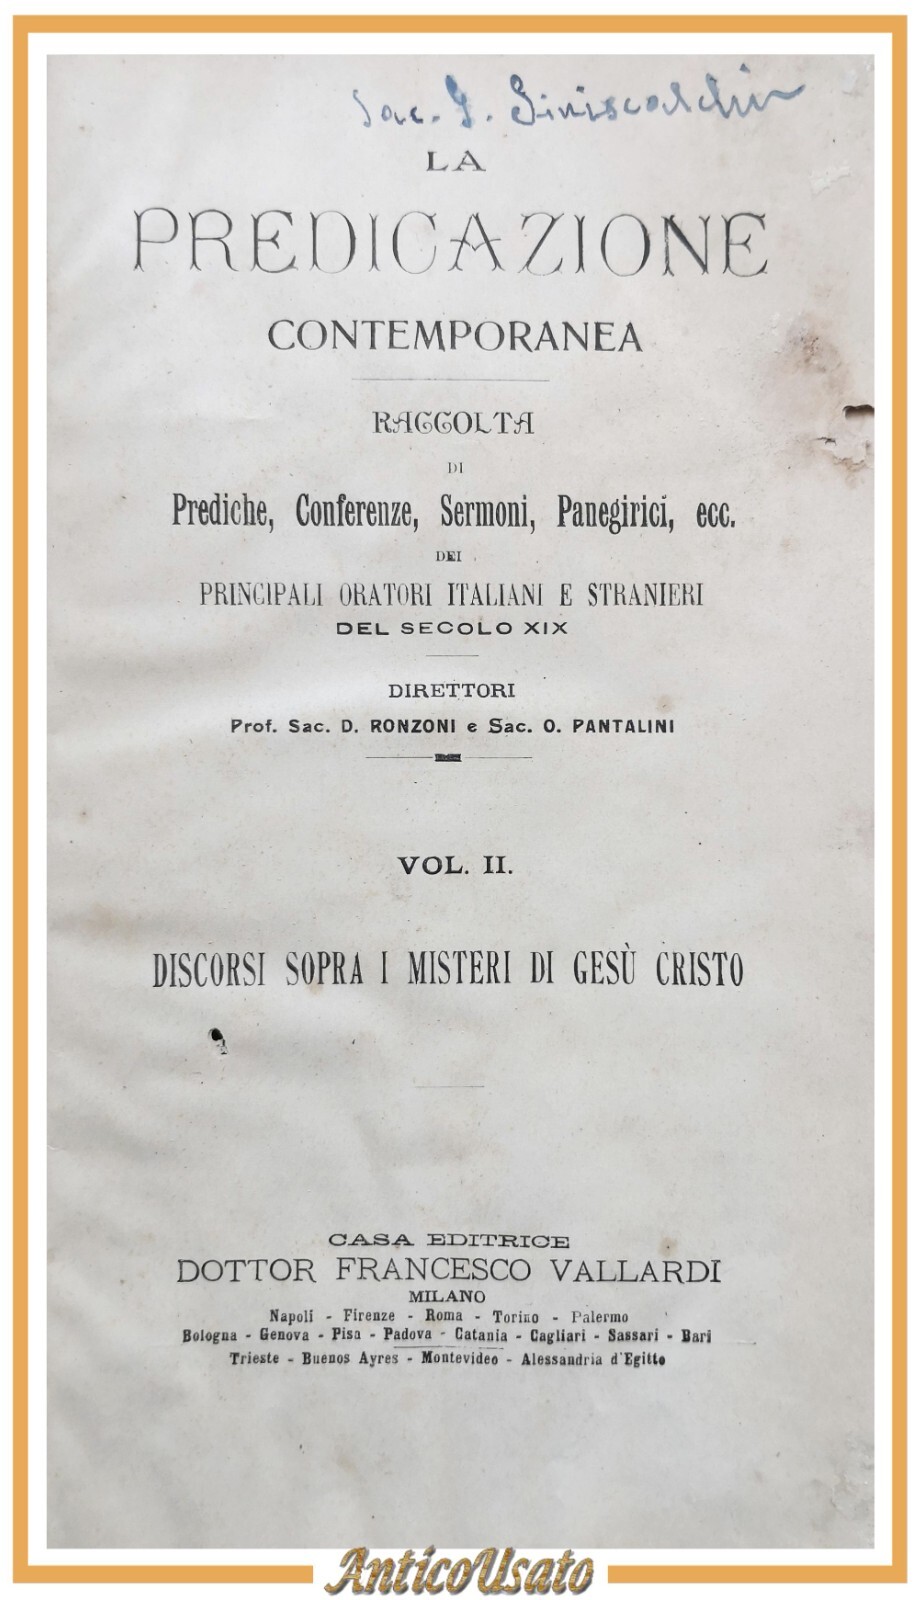 Sac. G. Siniscalchi
LA
PREDICAZIONE
CONTEMPORANEA
RACCOLTA
DI
Prediche, Conferenze, Sermoni, Panegirici, ecc.
DEI
PRINCIPALI ORATORI ITALIANI E STRANIERI
DEL SECOLO XIX
DIRETTORI
Prof. Sac. D. RONZONI e Sac. O. PANTALINI
VOL. II.
DISCORSI SOPRA I MISTERI DI GESÙ CRISTO
CASA EDITRICE
DOTTOR FRANCESCO VALLARDI
MILANO
Napoli - Firenze - Roma - Torino - Palermo
Bologna - Genova - Pisa - Padova - Catania - Cagliari - Sassari - Bari
Trieste - Buenos Ayres - Montevideo - Alessandria d'Egitto
AnticoUsato